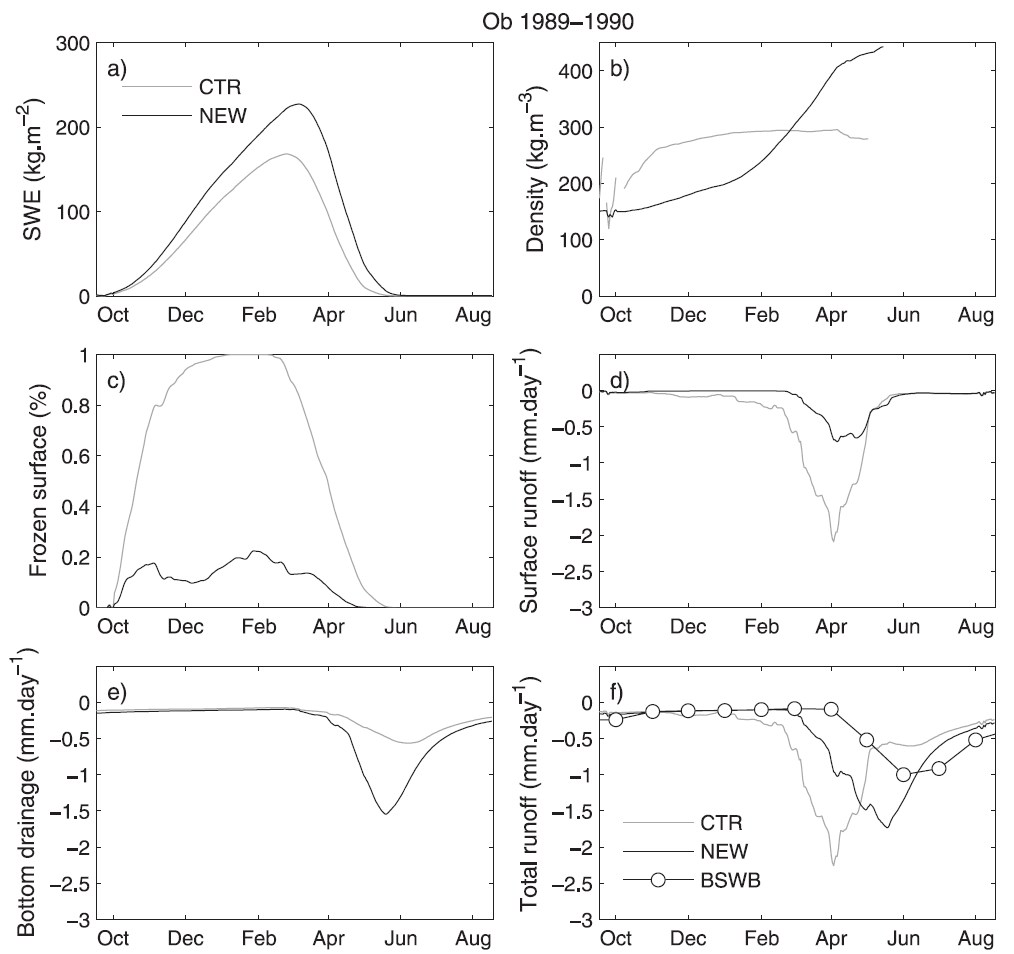 Ob 1989–1990
a)
CTR
NEW
SWE (kg.m−2)
300
200
100
0
Oct Dec Feb Apr Jun Aug
b)
Density (kg.m−3)
400
300
200
100
0
Oct Dec Feb Apr Jun Aug
c)
Frozen surface (%)
1
0.8
0.6
0.4
0.2
0
Oct Dec Feb Apr Jun Aug
d)
Surface runoff (mm.day−1)
0
−0.5
−1
−1.5
−2
−2.5
−3
Oct Dec Feb Apr Jun Aug
e)
Bottom drainage (mm.day−1)
0
−0.5
−1
−1.5
−2
−2.5
−3
Oct Dec Feb Apr Jun Aug
f)
Total runoff (mm.day−1)
0
−0.5
−1
−1.5
−2
−2.5
−3
CTR
NEW
BSWB
Oct Dec Feb Apr Jun Aug